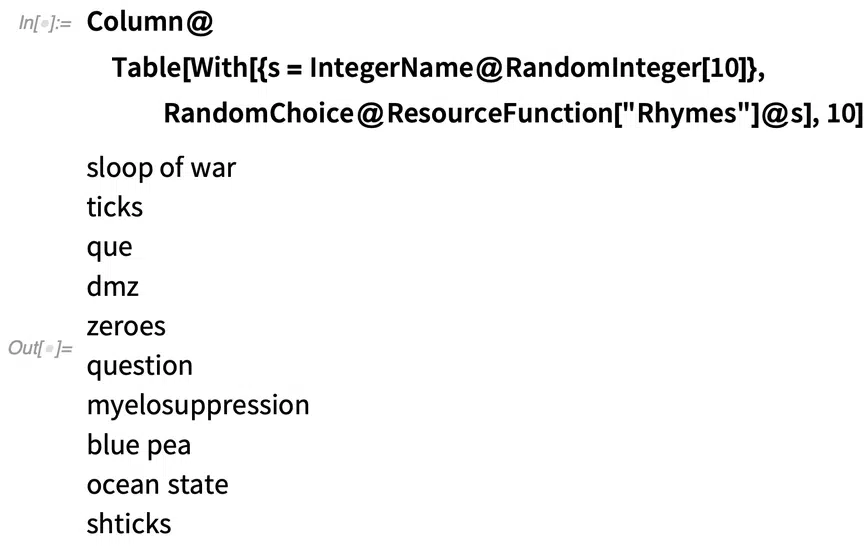 In[•]:= Column@
Table[With[{s = IntegerName@RandomInteger[10]},
RandomChoice@ResourceFunction["Rhymes"]@s], 10]
sloop of war
ticks
que
dmz
zeroes
Out[•]=
question
myelosuppression
blue pea
ocean state
shticks